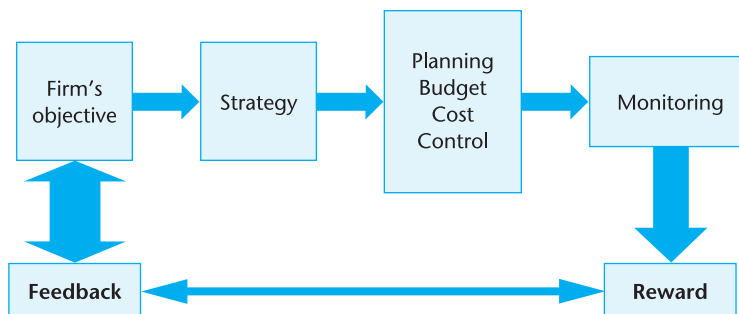 Firm's
objective
Strategy
Planning
Budget
Cost
Control
Monitoring
Feedback
Reward